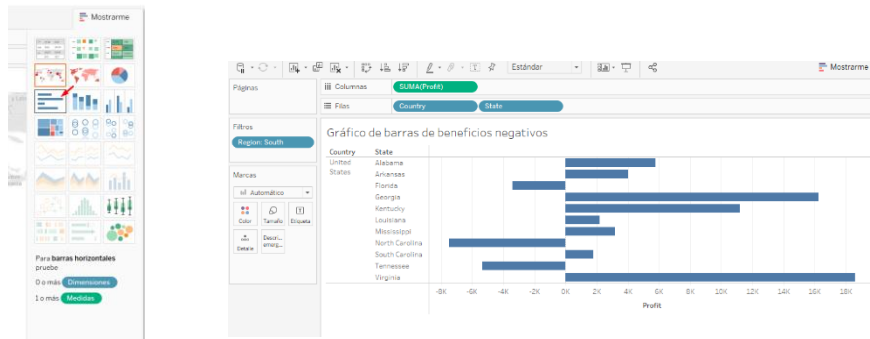 Mostrarme
Para barras horizontales
pruebe
0 o más Dimensiones
1 o más Medidas
Estándar
Mostrarme
Páginas
Columnas
SUMA(Profit)
Filas
Country
State
Filtros
Region: South
Marcas
Automático
Color
Tamaño
Etiqueta
Detalle
Descri...
emerg...
Gráfico de barras de beneficios negativos
Country
State
United
States
Alabama
Arkansas
Florida
Georgia
Kentucky
Louisiana
Mississippi
North Carolina
South Carolina
Tennessee
Virginia
-8K -6K -4K -2K 0K 2K 4K 6K 8K 10K 12K 14K 16K 18K
Profit